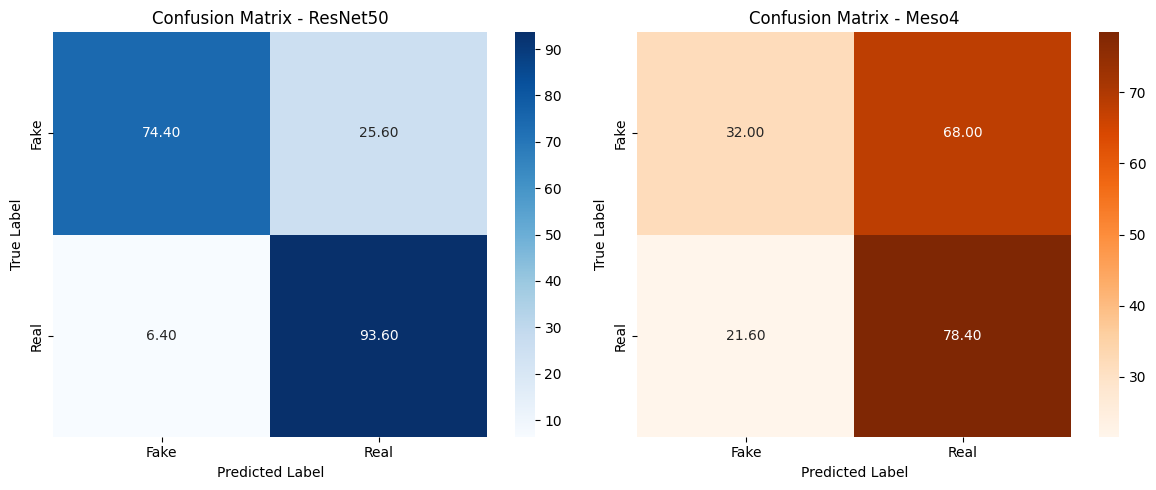 Confusion Matrix - ResNet50
True Label
Fake
Real
74.40
25.60
6.40
93.60
Fake
Real
Predicted Label
90
80
70
60
50
40
30
20
10
Confusion Matrix - Meso4
True Label
Fake
Real
32.00
68.00
21.60
78.40
Fake
Real
Predicted Label
70
60
50
40
30